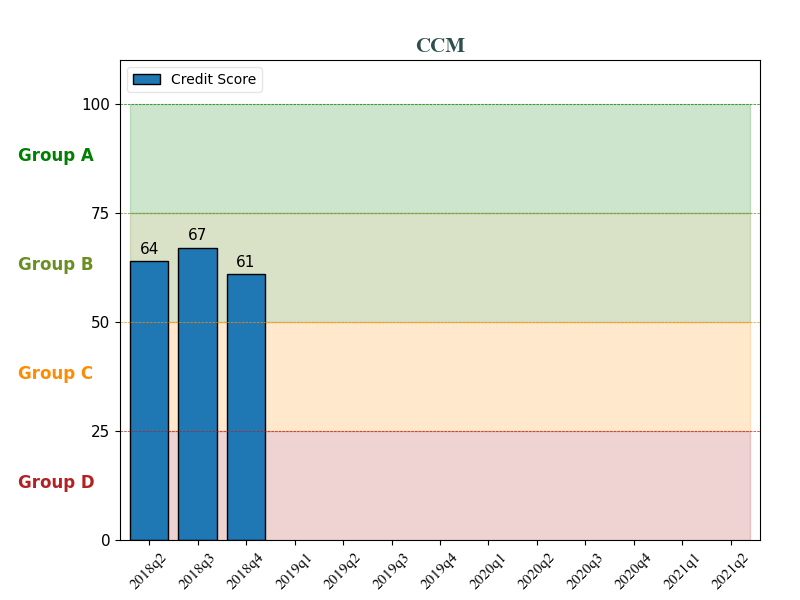 CCM
Credit Score
100
Group A
75
64
67
61
Group B
50
Group C
25
Group D
0
2018q2
2018q3
2018q4
2019q1
2019q2
2019q3
2019q4
2020q1
2020q2
2020q3
2020q4
2021q1
2021q2